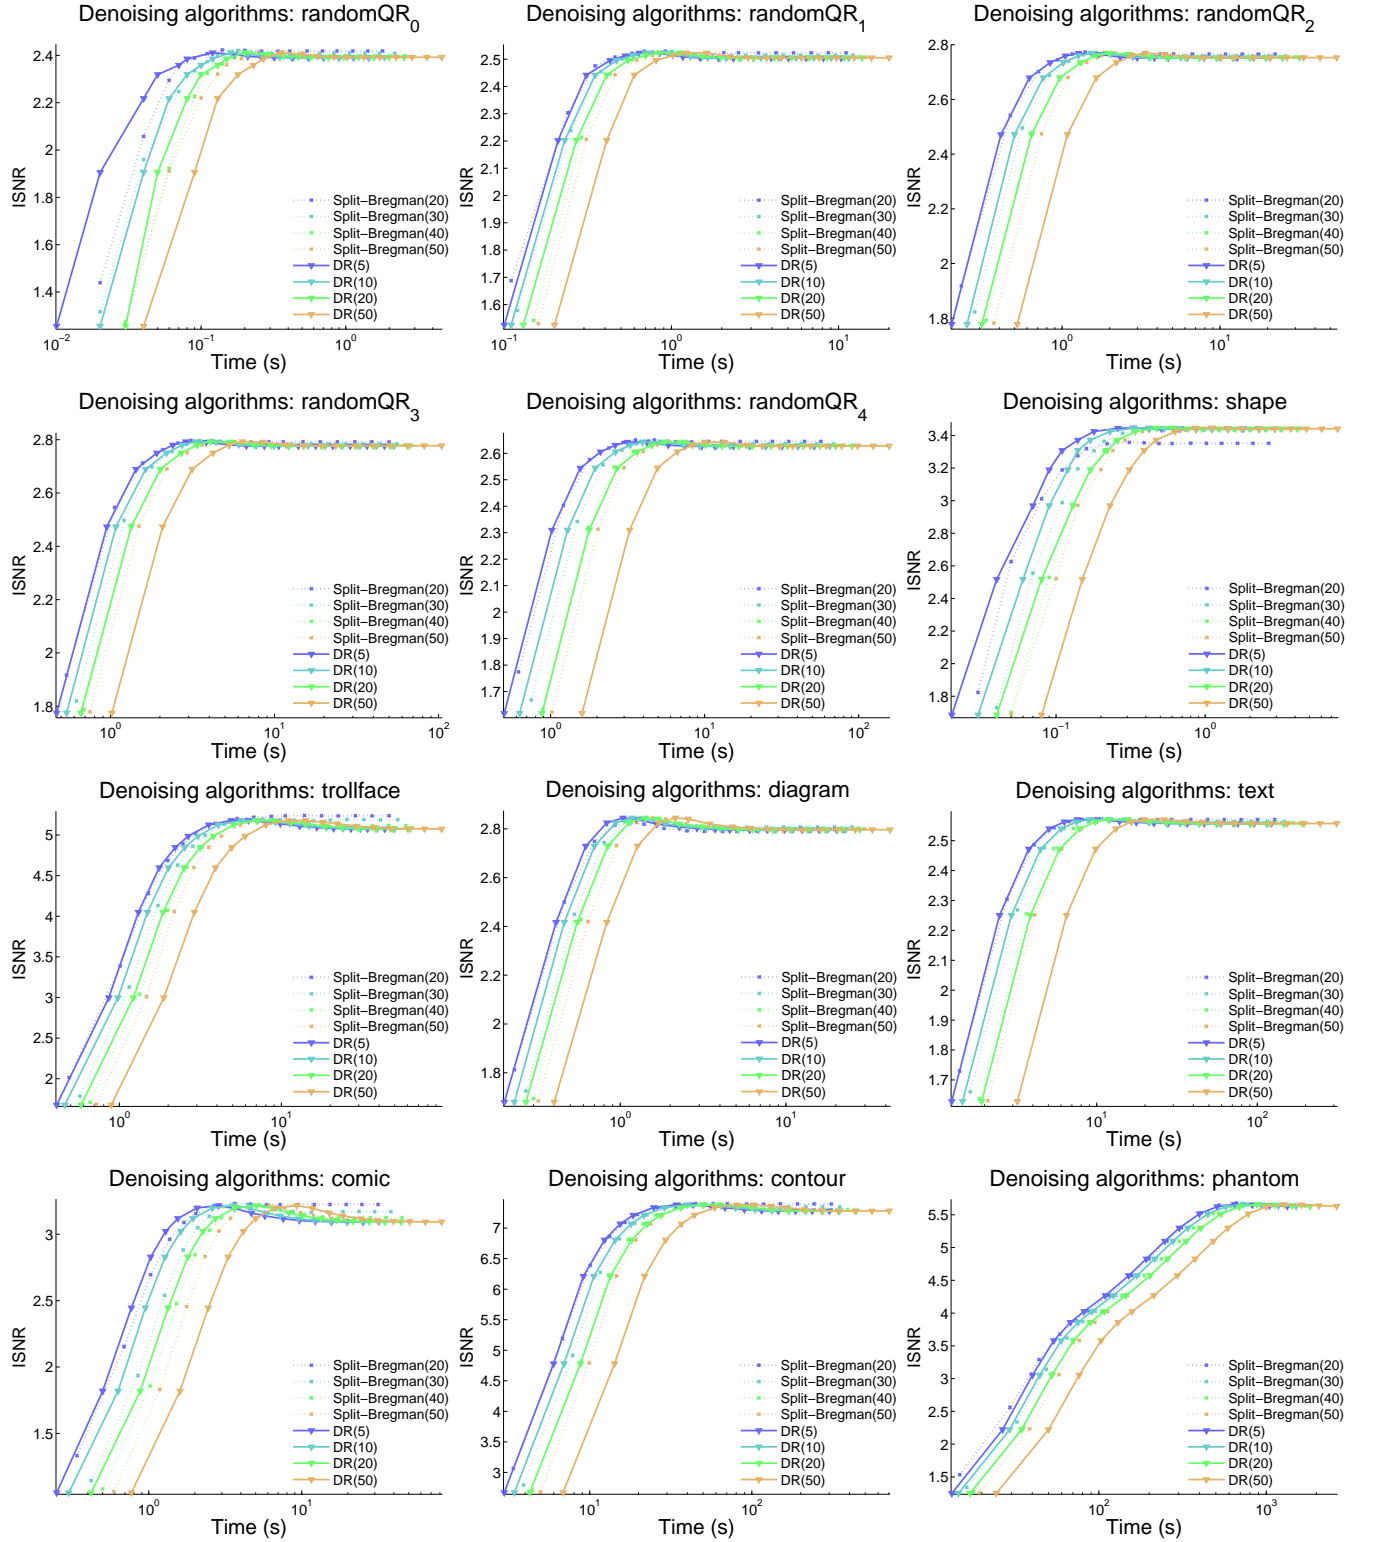 Denoising algorithms: randomQR₀
2.4
2.2
2
1.8
1.6
1.4
ISNR
Split−Bregman(20)
Split−Bregman(30)
Split−Bregman(40)
Split−Bregman(50)
DR(5)
DR(10)
DR(20)
DR(50)
10⁻² 10⁻¹ 10⁰
Time (s)
Denoising algorithms: randomQR₁
2.5
2.4
2.3
2.2
2.1
2
1.9
1.8
1.7
1.6
ISNR
Split−Bregman(20)
Split−Bregman(30)
Split−Bregman(40)
Split−Bregman(50)
DR(5)
DR(10)
DR(20)
DR(50)
10⁻¹ 10⁰ 10¹
Time (s)
Denoising algorithms: randomQR₂
2.8
2.6
2.4
2.2
2
1.8
ISNR
Split−Bregman(20)
Split−Bregman(30)
Split−Bregman(40)
Split−Bregman(50)
DR(5)
DR(10)
DR(20)
DR(50)
10⁰ 10¹
Time (s)
Denoising algorithms: randomQR₃
2.8
2.6
2.4
2.2
2
1.8
ISNR
Split−Bregman(20)
Split−Bregman(30)
Split−Bregman(40)
Split−Bregman(50)
DR(5)
DR(10)
DR(20)
DR(50)
10⁰ 10¹ 10²
Time (s)
Denoising algorithms: randomQR₄
2.6
2.5
2.4
2.3
2.2
2.1
2
1.9
1.8
1.7
ISNR
Split−Bregman(20)
Split−Bregman(30)
Split−Bregman(40)
Split−Bregman(50)
DR(5)
DR(10)
DR(20)
DR(50)
10⁰ 10¹ 10²
Time (s)
Denoising algorithms: shape
3.4
3.2
3
2.8
2.6
2.4
2.2
2
1.8
ISNR
Split−Bregman(20)
Split−Bregman(30)
Split−Bregman(40)
Split−Bregman(50)
DR(5)
DR(10)
DR(20)
DR(50)
10⁻¹ 10⁰
Time (s)
Denoising algorithms: trollface
5
4.5
4
3.5
3
2.5
2
ISNR
Split−Bregman(20)
Split−Bregman(30)
Split−Bregman(40)
Split−Bregman(50)
DR(5)
DR(10)
DR(20)
DR(50)
10⁰ 10¹
Time (s)
Denoising algorithms: diagram
2.8
2.6
2.4
2.2
2
1.8
ISNR
Split−Bregman(20)
Split−Bregman(30)
Split−Bregman(40)
Split−Bregman(50)
DR(5)
DR(10)
DR(20)
DR(50)
10⁰ 10¹
Time (s)
Denoising algorithms: text
2.5
2.4
2.3
2.2
2.1
2
1.9
1.8
1.7
ISNR
Split−Bregman(20)
Split−Bregman(30)
Split−Bregman(40)
Split−Bregman(50)
DR(5)
DR(10)
DR(20)
DR(50)
10¹ 10²
Time (s)
Denoising algorithms: comic
3
2.5
2
1.5
ISNR
Split−Bregman(20)
Split−Bregman(30)
Split−Bregman(40)
Split−Bregman(50)
DR(5)
DR(10)
DR(20)
DR(50)
10⁰ 10¹
Time (s)
Denoising algorithms: contour
7
6.5
6
5.5
5
4.5
4
3.5
3
ISNR
Split−Bregman(20)
Split−Bregman(30)
Split−Bregman(40)
Split−Bregman(50)
DR(5)
DR(10)
DR(20)
DR(50)
10¹ 10²
Time (s)
Denoising algorithms: phantom
5.5
5
4.5
4
3.5
3
2.5
2
1.5
ISNR
Split−Bregman(20)
Split−Bregman(30)
Split−Bregman(40)
Split−Bregman(50)
DR(5)
DR(10)
DR(20)
DR(50)
10² 10³
Time (s)